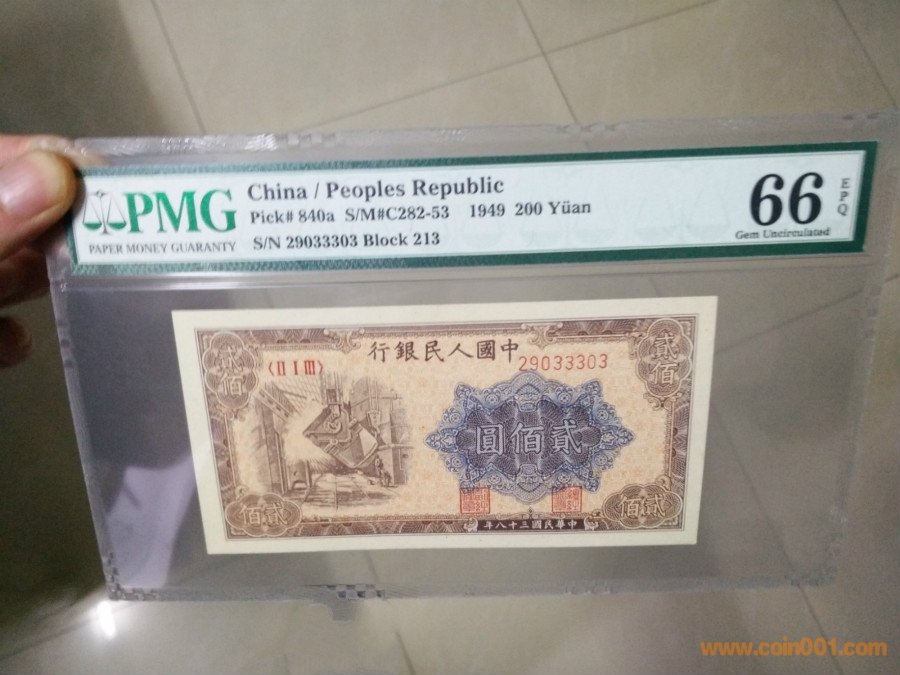 PMG
PAPER MONEY GUARANTY
China / Peoples Republic
Pick# 840a S/M#C282-53 1949 200 Yüan
S/N 29033303 Block 213
66 EPQ
Gem Uncirculated
行銀民人國中
〈II I III〉
29033303
貳佰
貳佰
圓佰貳
佰貳
佰貳
年八十三國民華中
www.coin001.com